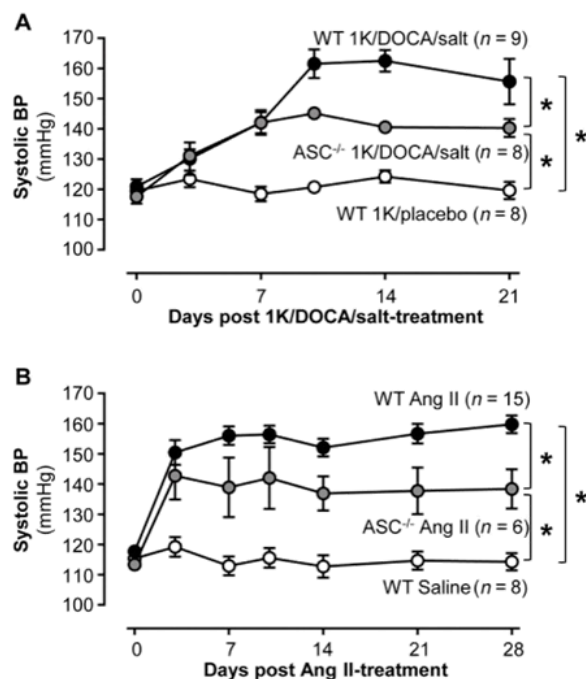 A
WT 1K/DOCA/salt (n = 9)
170
160
150
140
130
120
110
100
Systolic BP
(mmHg)
*
*
*
ASC-/- 1K/DOCA/salt (n = 8)
WT 1K/placebo (n = 8)
0 7 14 21
Days post 1K/DOCA/salt-treatment
B
WT Ang II (n = 15)
170
160
150
140
130
120
110
100
Systolic BP
(mmHg)
*
*
*
ASC-/- Ang II (n = 6)
WT Saline (n = 8)
0 7 14 21 28
Days post Ang II-treatment